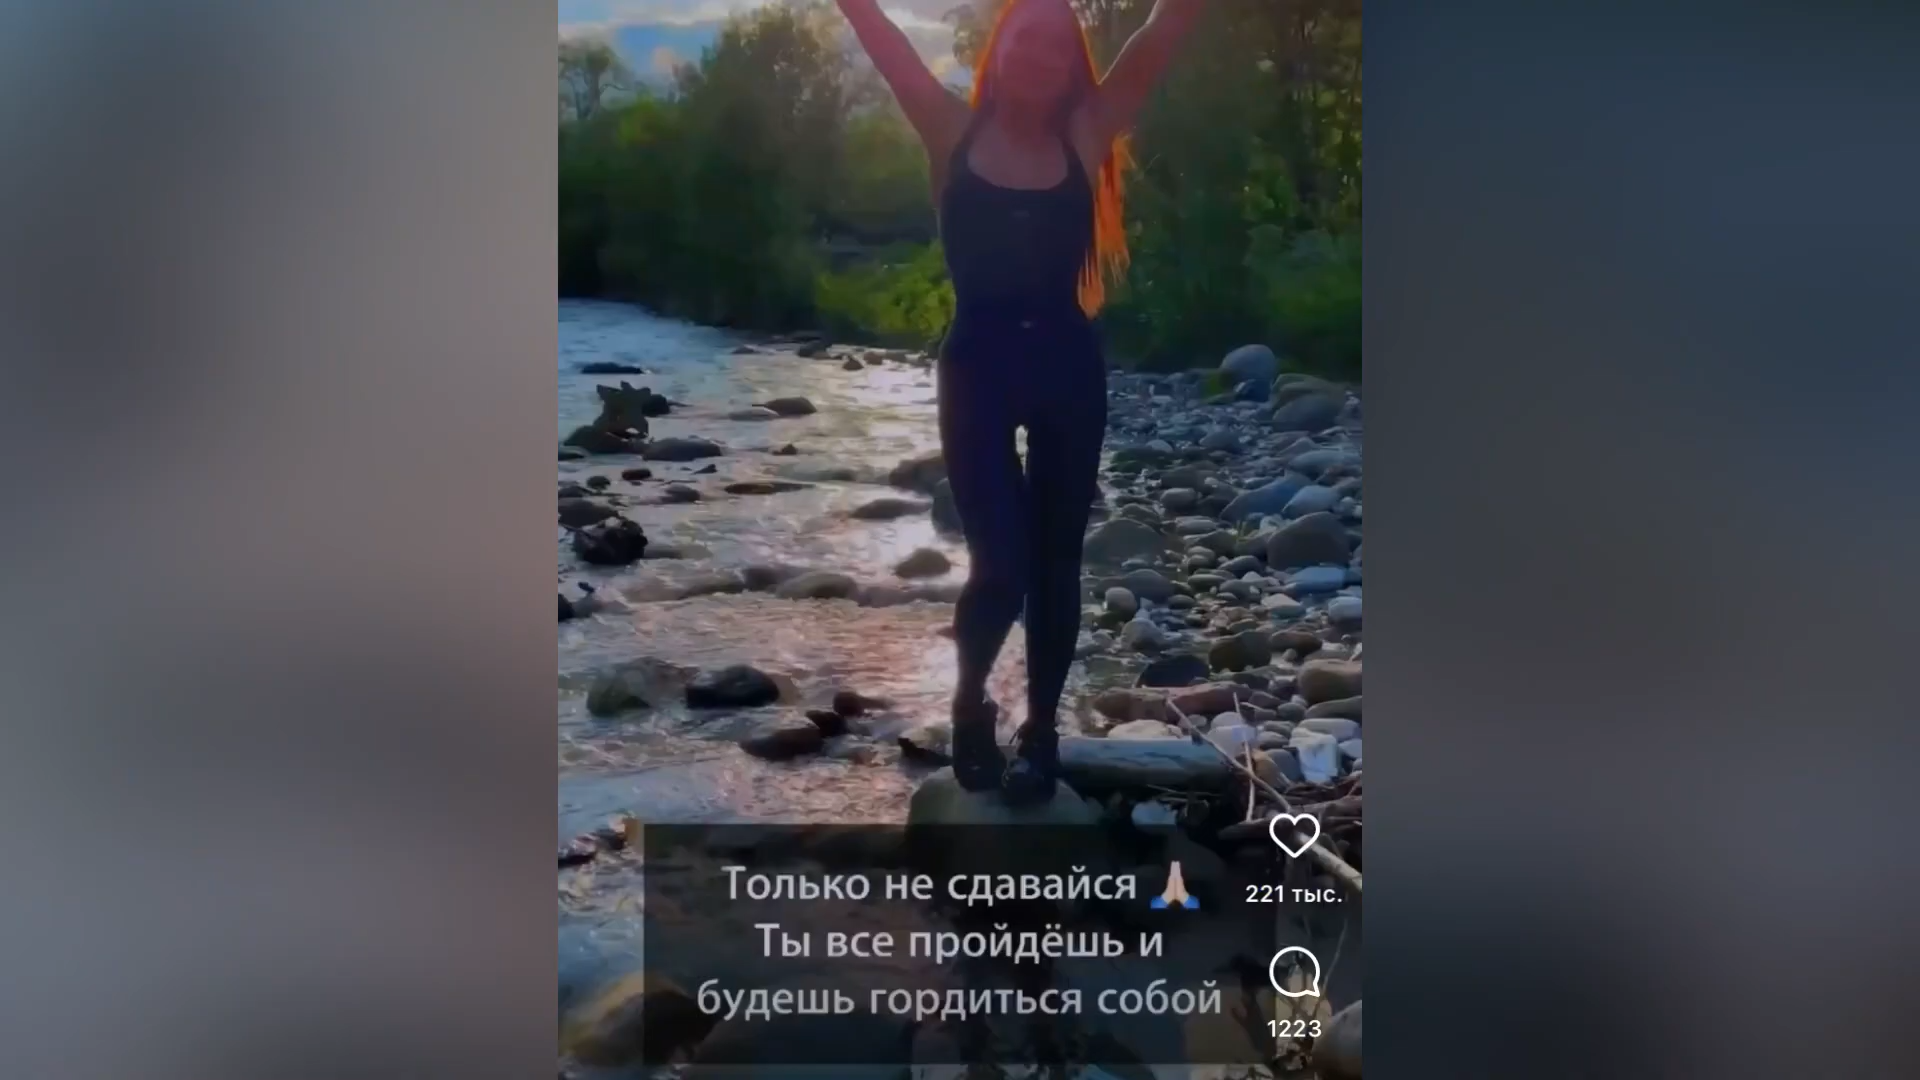 Только не сдавайся 🙏🏻
Ты все пройдёшь и
будешь гордиться собой
221 тыс.
1223